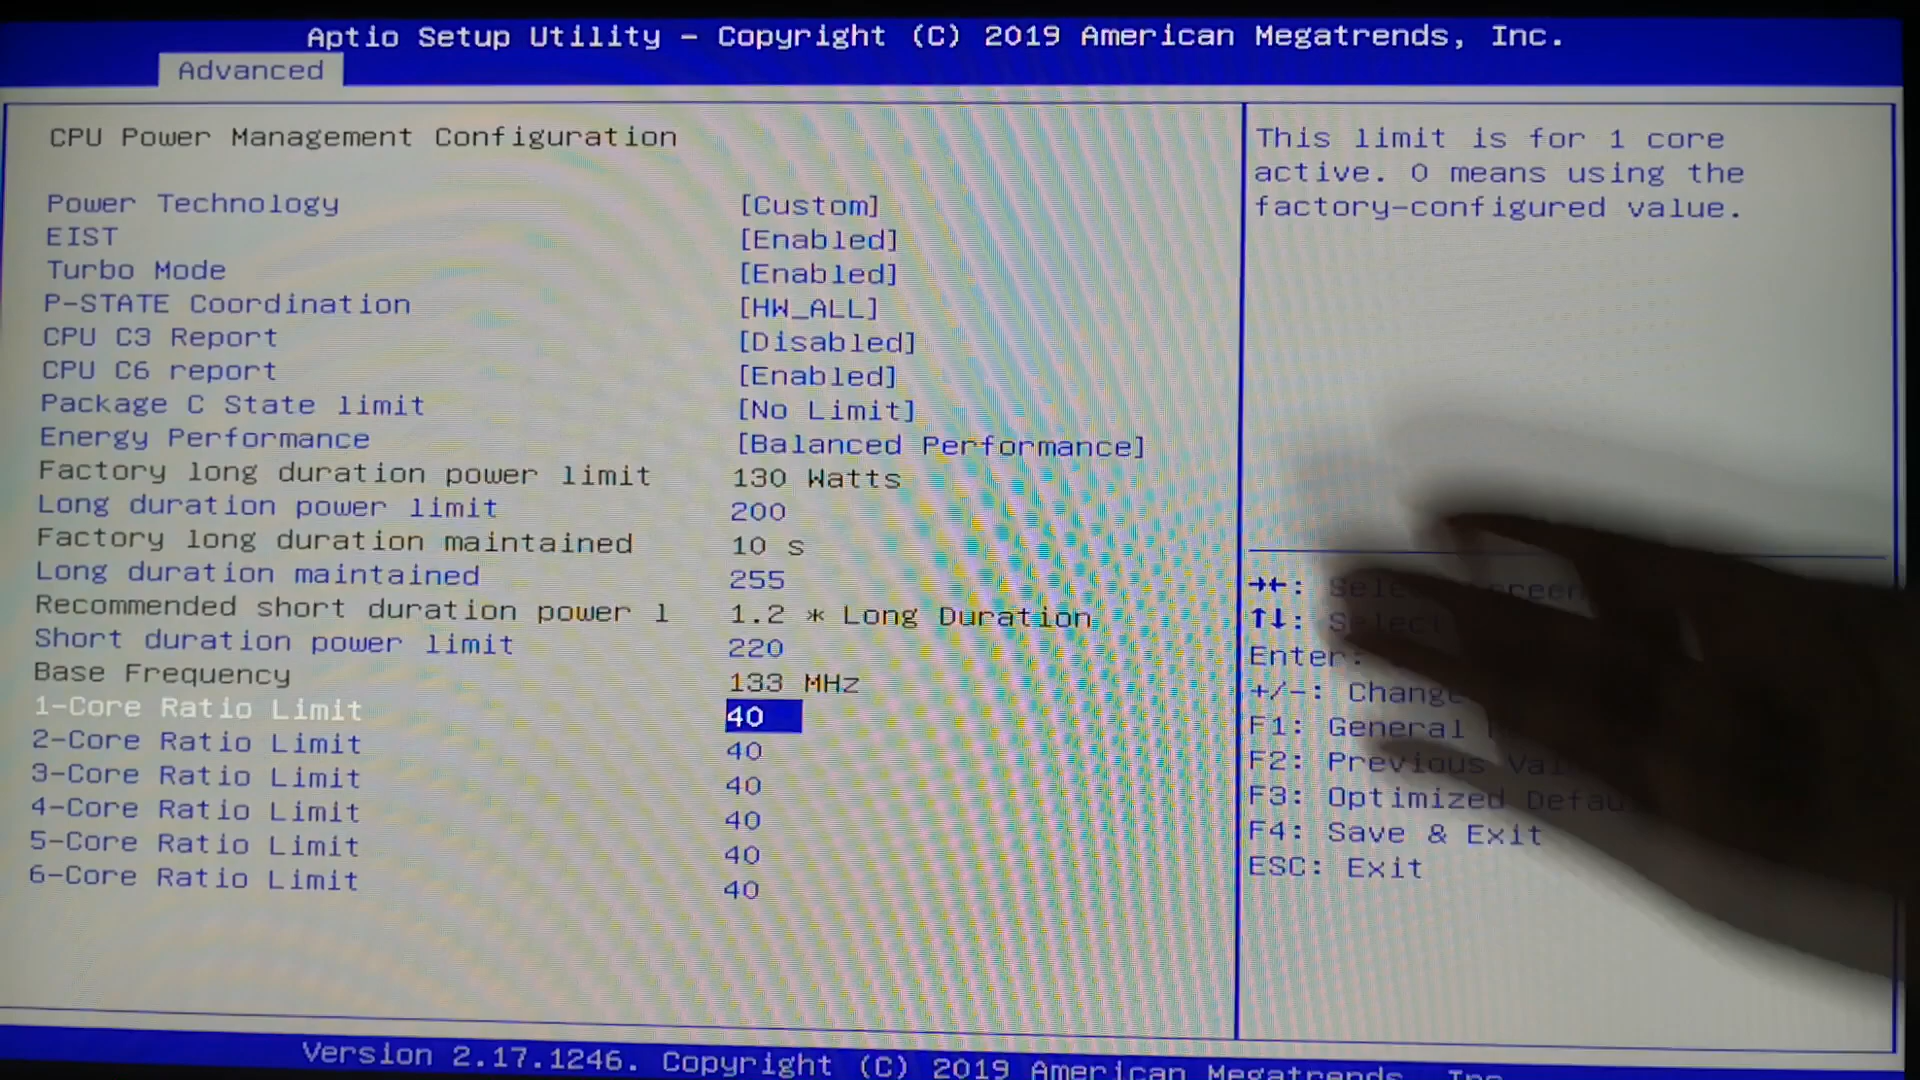 Aptio Setup Utility – Copyright (C) 2019 American Megatrends, Inc.
Advanced
CPU Power Management Configuration
Power Technology [Custom]
EIST [Enabled]
Turbo Mode [Enabled]
P-STATE Coordination [HW_ALL]
CPU C3 Report [Disabled]
CPU C6 report [Enabled]
Package C State limit [No Limit]
Energy Performance [Balanced Performance]
Factory long duration power limit 130 Watts
Long duration power limit 200
Factory long duration maintained 10 s
Long duration maintained 255
Recommended short duration power l 1.2 * Long Duration
Short duration power limit 220
Base Frequency 133 MHz
1-Core Ratio Limit 40
2-Core Ratio Limit 40
3-Core Ratio Limit 40
4-Core Ratio Limit 40
5-Core Ratio Limit 40
6-Core Ratio Limit 40
This limit is for 1 core
active. 0 means using the
factory-configured value.
→←: Select Screen
↑↓: Select
Enter:
+/-: Change
F1: General
F2: Previous
F3: Optimized
F4: Save & Exit
ESC: Exit
Version 2.17.1246. Copyright (C) 2019 American Megatrends, Inc.